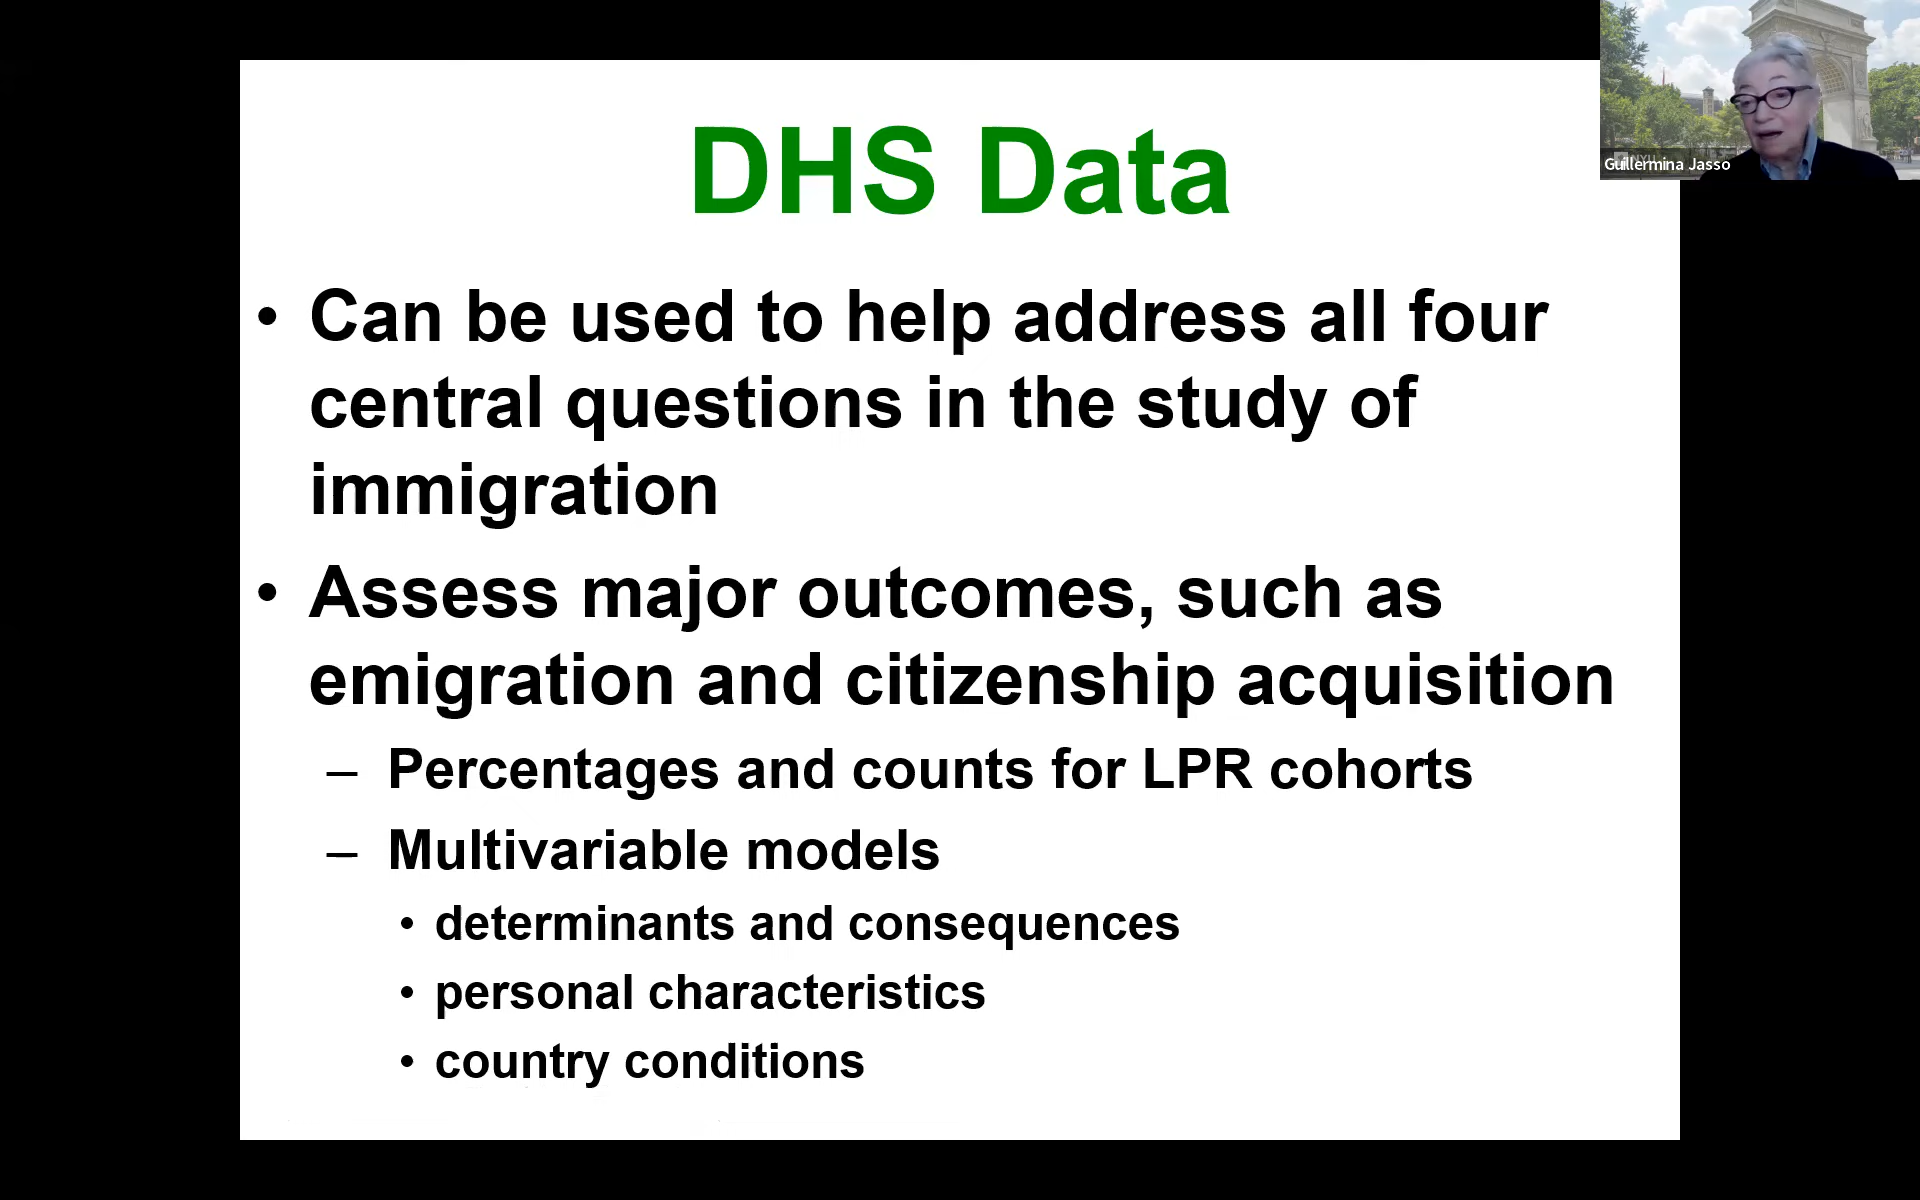 DHS Data
• Can be used to help address all four
central questions in the study of
immigration
• Assess major outcomes, such as
emigration and citizenship acquisition
– Percentages and counts for LPR cohorts
– Multivariable models
• determinants and consequences
• personal characteristics
• country conditions
Guillermina Jasso